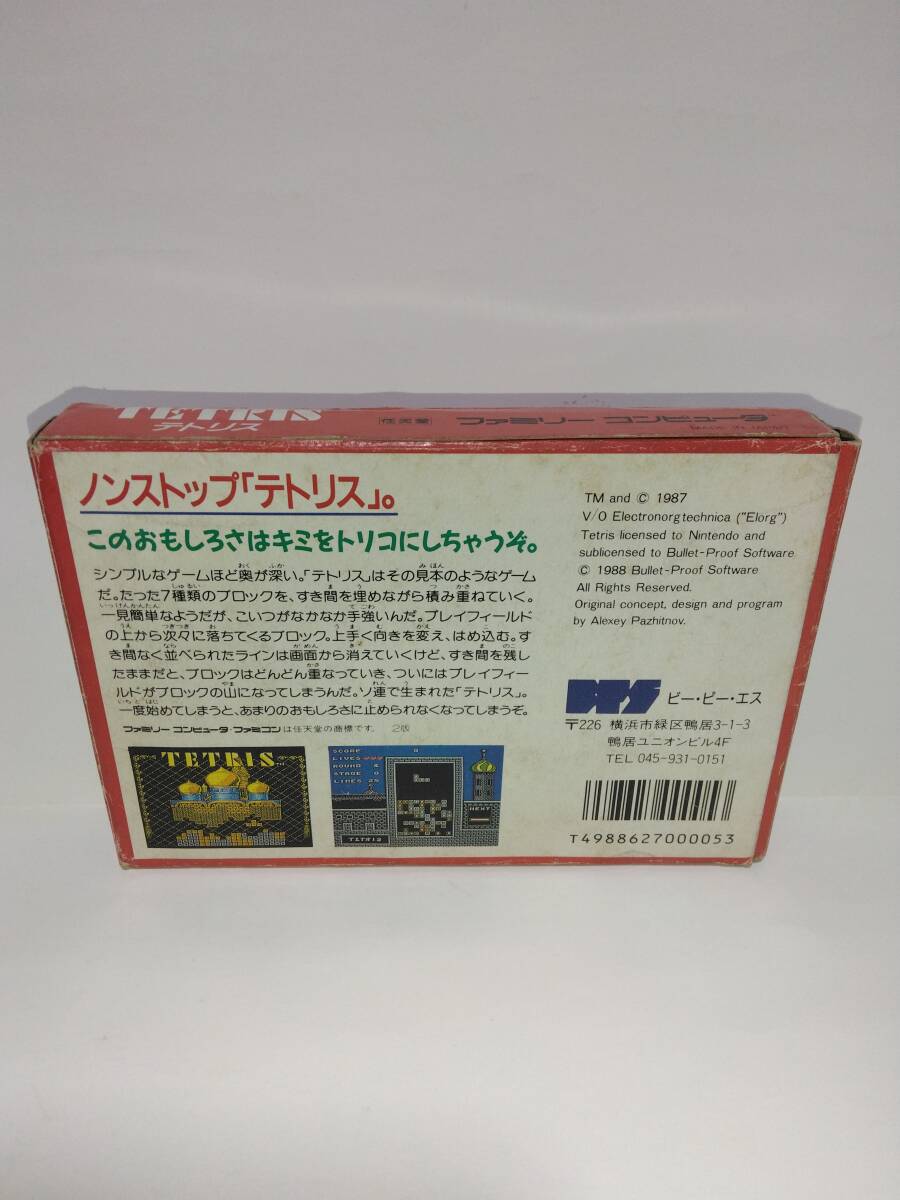 TETRIS
テトリス
任天堂
ファミリー コンピュータ
MADE IN JAPAN
ノンストップ「テトリス」。
このおもしろさはキミをトリコにしちゃうぞ。
シンプルなゲームほど奥が深い。「テトリス」はその見本のようなゲーム
だ。たった7種類のブロックを、すき間を埋めながら積み重ねていく。
一見簡単なようだが、こいつがなかなか手強いんだ。プレイフィールド
の上から次々に落ちてくるブロック。上手く向きを変え、はめ込む。す
き間なく並べられたラインは画面から消えていくけど、すき間を残し
たままだと、ブロックはどんどん重なっていき、ついにはプレイフィー
ルドがブロックの山になってしまうんだ。ソ連で生まれた「テトリス」。
一度始めてしまうと、あまりのおもしろさに止められなくなってしまうぞ。
ファミリー コンピュータ・ファミコンは任天堂の商標です。 2版
TETRIS
SCORE 0
LIVES
ROUND 4
STAGE 0
LINES 25
NEXT
TETRIS
TM and © 1987
V/O Electronorgtechnica ("Elorg")
Tetris licensed to Nintendo and
sublicensed to Bullet-Proof Software
© 1988 Bullet-Proof Software
All Rights Reserved.
Original concept, design and program
by Alexey Pazhitnov.
BPS ビー・ピー・エス
〒226 横浜市緑区鴨居3-1-3
鴨居ユニオンビル4F
TEL 045-931-0151
T4988627000053